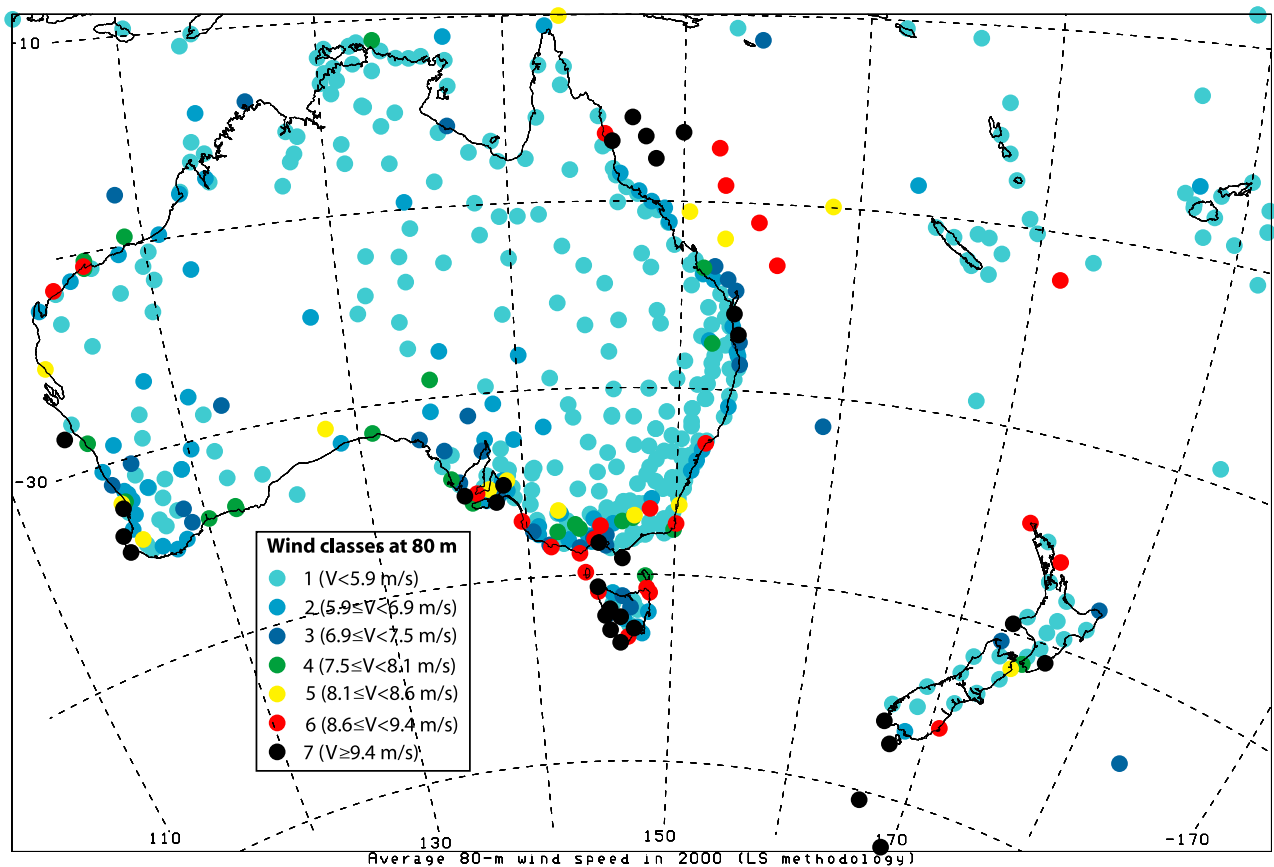 -10
-30
Wind classes at 80 m
1 (V<5.9 m/s)
2 (5.9≤V<6.9 m/s)
3 (6.9≤V<7.5 m/s)
4 (7.5≤V<8.1 m/s)
5 (8.1≤V<8.6 m/s)
6 (8.6≤V<9.4 m/s)
7 (V≥9.4 m/s)
110 130 150 170 -170
Average 80-m wind speed in 2000 (LS methodology)